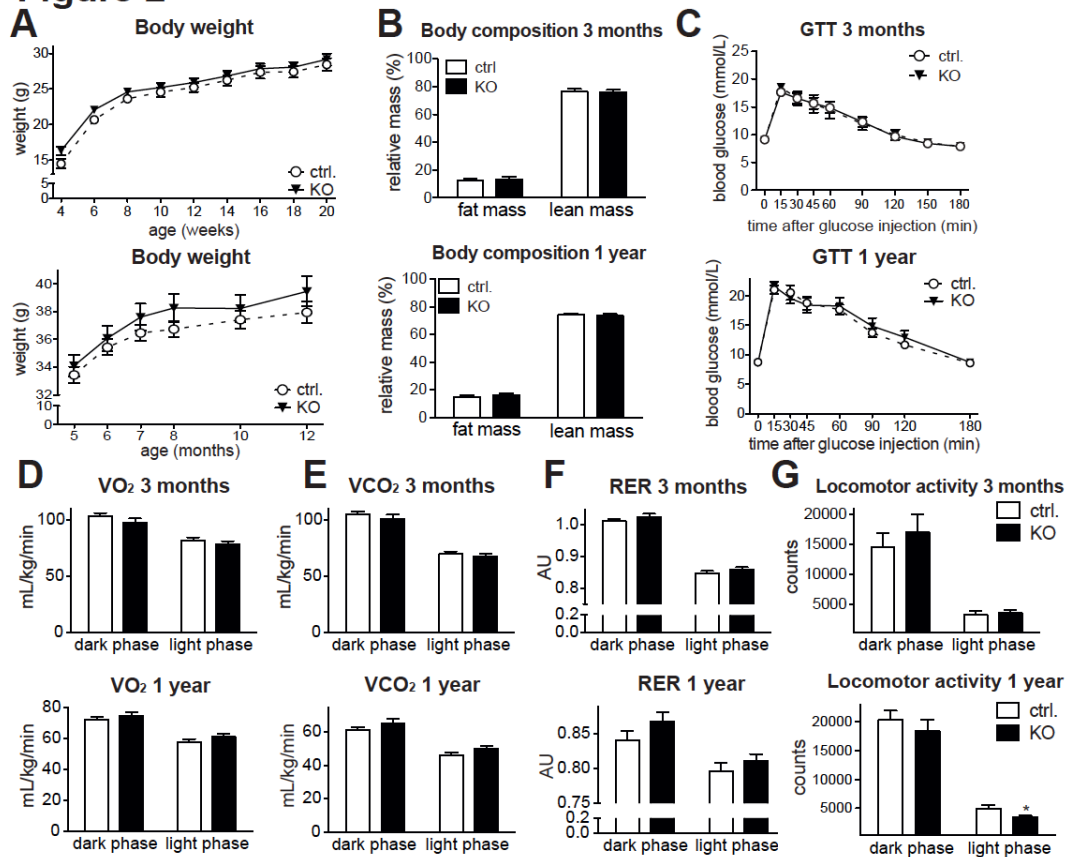 A
Body weight
weight (g)
30
25
20
15
5
0
4 6 8 10 12 14 16 18 20
age (weeks)
ctrl.
KO
Body weight
weight (g)
40
38
36
34
32
10
0
5 6 7 8 10 12
age (months)
ctrl.
KO
B
Body composition 3 months
relative mass (%)
100
80
60
40
20
0
ctrl
KO
fat mass lean mass
Body composition 1 year
relative mass (%)
100
80
60
40
20
0
ctrl.
KO
fat mass lean mass
C
GTT 3 months
blood glucose (mmol/L)
25
20
15
10
5
0
ctrl.
KO
0 15 30 45 60 90 120 150 180
time after glucose injection (min)
GTT 1 year
blood glucose (mmol/L)
20
15
10
5
0
ctrl.
KO
0 15 30 45 60 90 120 180
time after glucose injection (min)
D
VO₂ 3 months
mL/kg/min
100
50
0
dark phase light phase
VO₂ 1 year
mL/kg/min
80
60
40
20
0
dark phase light phase
E
VCO₂ 3 months
mL/kg/min
100
50
0
dark phase light phase
VCO₂ 1 year
mL/kg/min
60
40
20
0
dark phase light phase
F
RER 3 months
AU
1.0
0.9
0.8
0.2
0.0
dark phase light phase
RER 1 year
AU
0.85
0.80
0.75
0.2
0.0
dark phase light phase
G
Locomotor activity 3 months
counts
20000
15000
10000
5000
ctrl.
KO
dark phase light phase
Locomotor activity 1 year
counts
20000
15000
10000
5000
ctrl.
KO
*
dark phase light phase